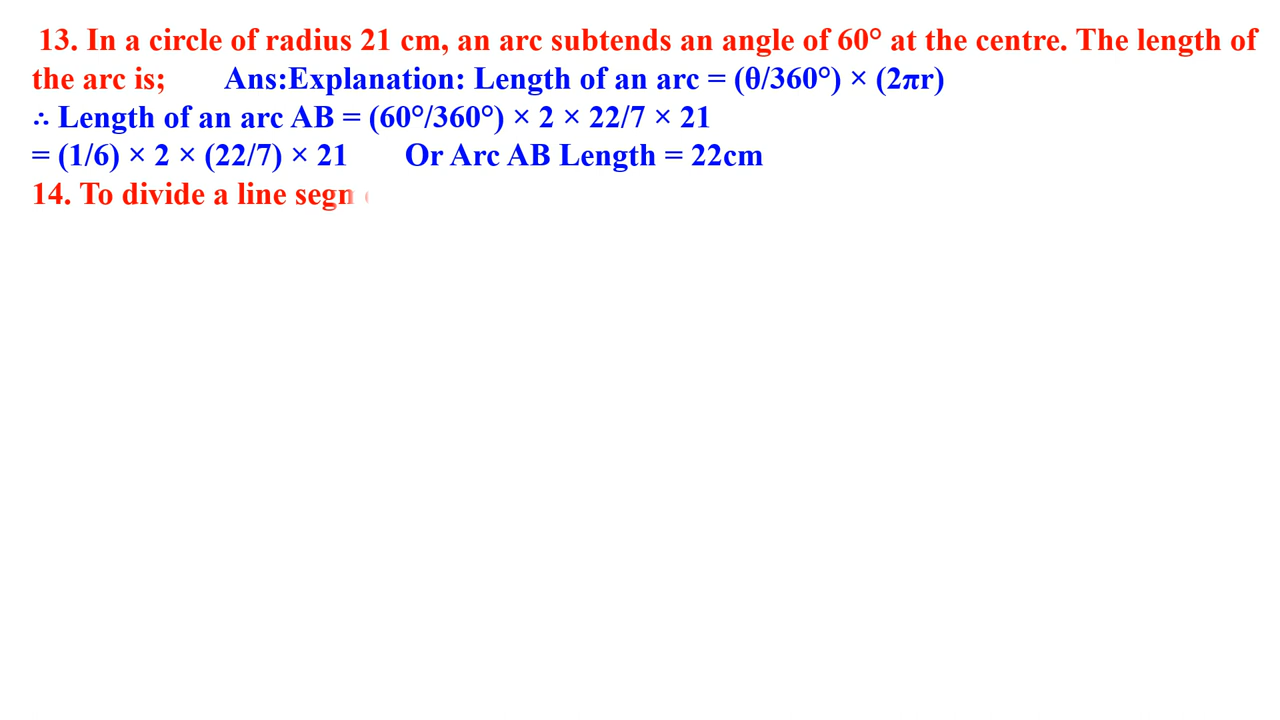 13. In a circle of radius 21 cm, an arc subtends an angle of 60° at the centre. The length of
the arc is; Ans:Explanation: Length of an arc = (θ/360°) × (2πr)
∴ Length of an arc AB = (60°/360°) × 2 × 22/7 × 21
= (1/6) × 2 × (22/7) × 21 Or Arc AB Length = 22cm
14. To divide a line